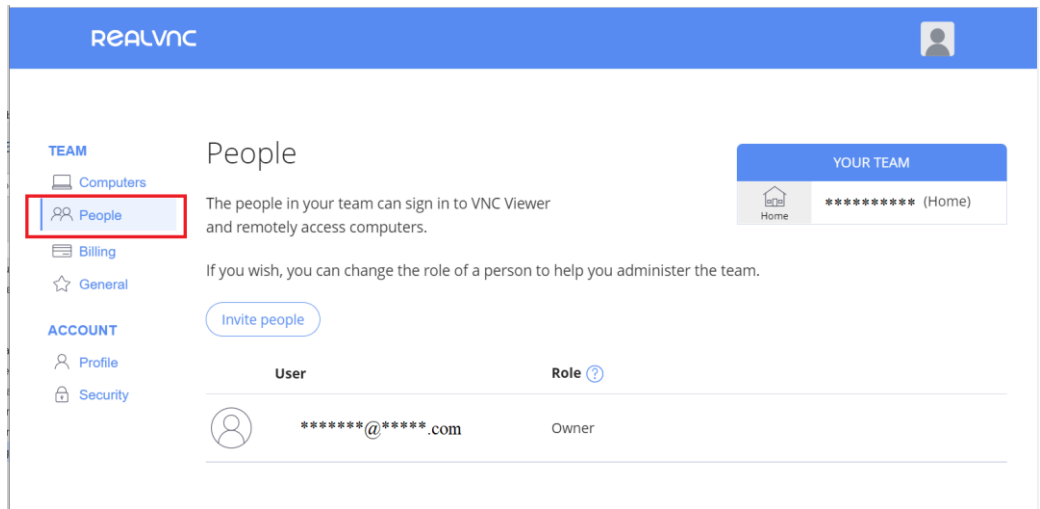 REALVNC
TEAM
Computers
People
Billing
General
ACCOUNT
Profile
Security
People
The people in your team can sign in to VNC Viewer
and remotely access computers.
If you wish, you can change the role of a person to help you administer the team.
Invite people
User Role ?
*******@*****.com Owner
YOUR TEAM
Home ********** (Home)